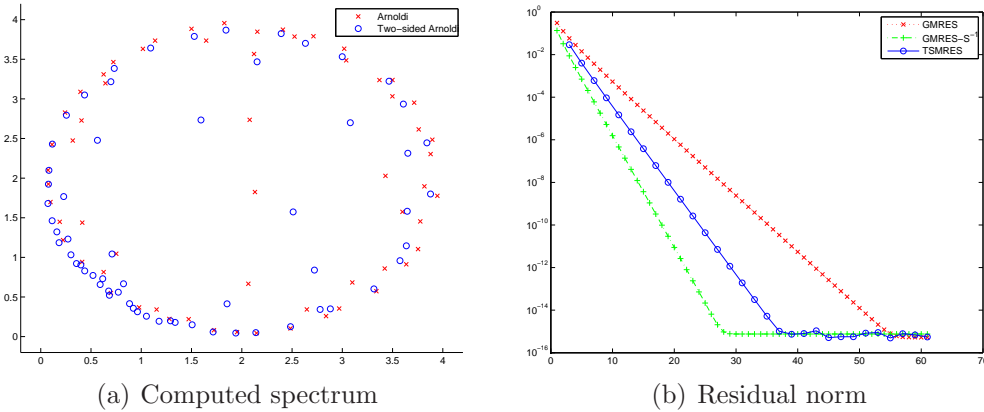 Arnoldi
Two-sided Arnoldi
4
3.5
3
2.5
2
1.5
1
0.5
0
0 0.5 1 1.5 2 2.5 3 3.5 4
(a) Computed spectrum
10^0
10^-2
10^-4
10^-6
10^-8
10^-10
10^-12
10^-14
10^-16
GMRES
GMRES-S^-1
TSMRES
0 10 20 30 40 50 60 70
(b) Residual norm